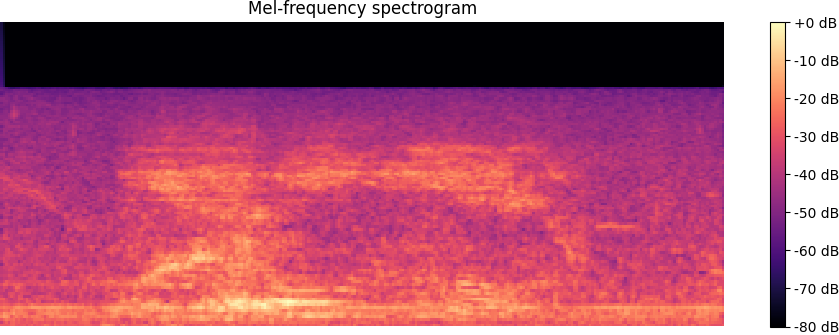 Mel-frequency spectrogram
+0 dB
-10 dB
-20 dB
-30 dB
-40 dB
-50 dB
-60 dB
-70 dB
-80 dB